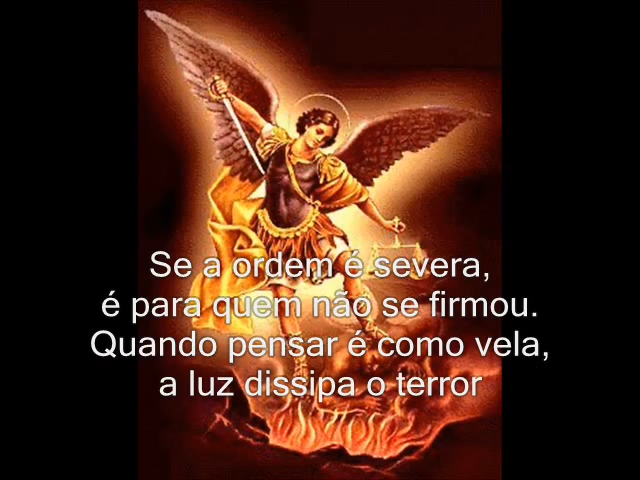 Se a ordem é severa,
é para quem não se firmou.
Quando pensar é como vela,
a luz dissipa o terror